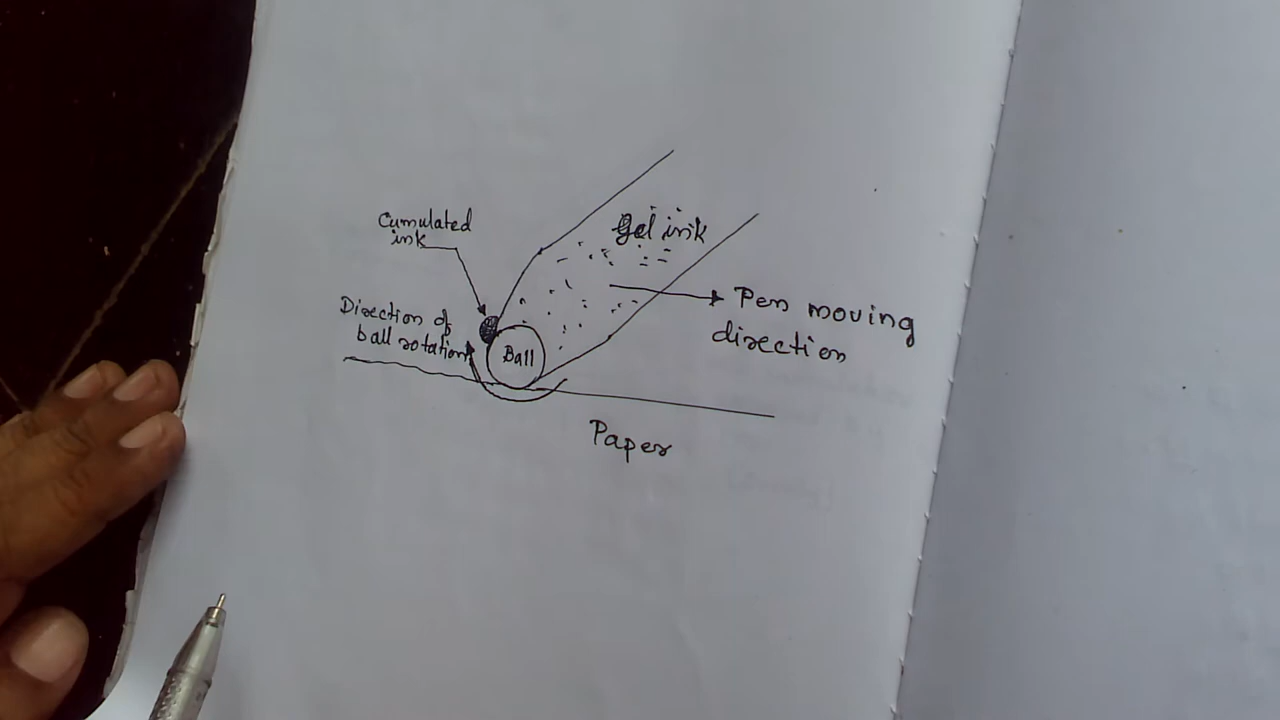 Gel ink
Cumulated
ink
Pen moving
direction
Direction of
ball rotation
Ball
Paper